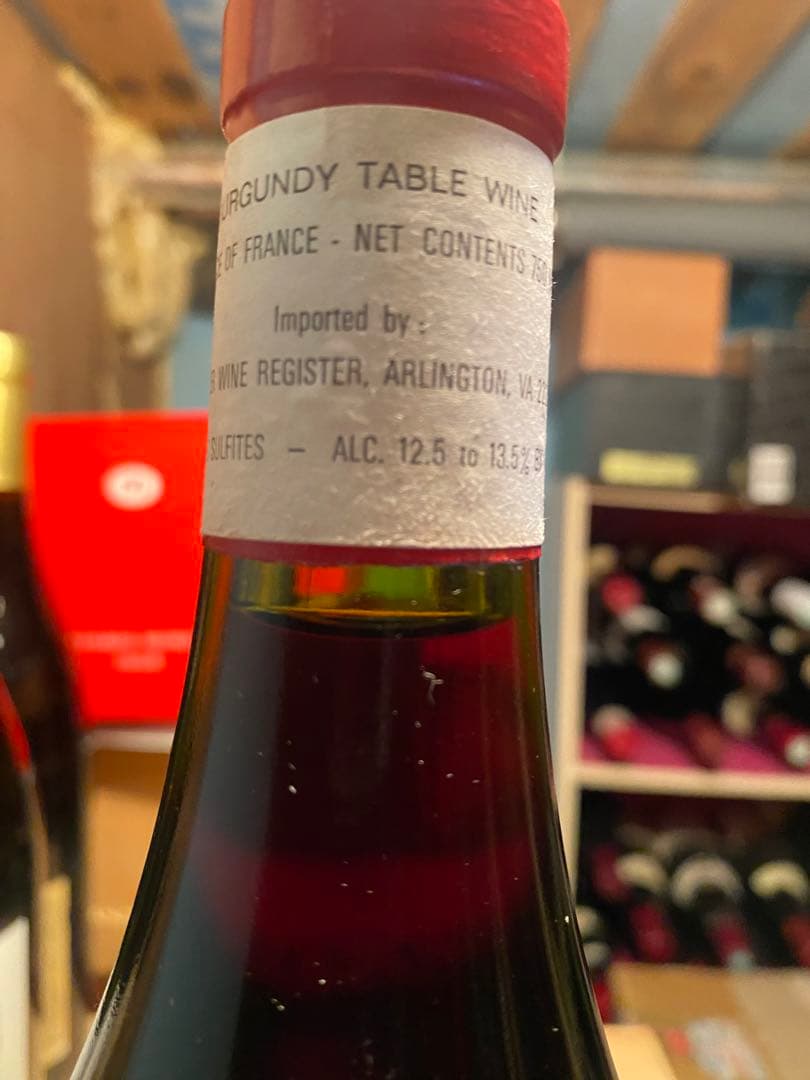 URGUNDY TABLE WINE
OF FRANCE - NET CONTENTS 750
Imported by :
WINE REGISTER, ARLINGTON, VA
SULFITES – ALC. 12.5 to 13.5%